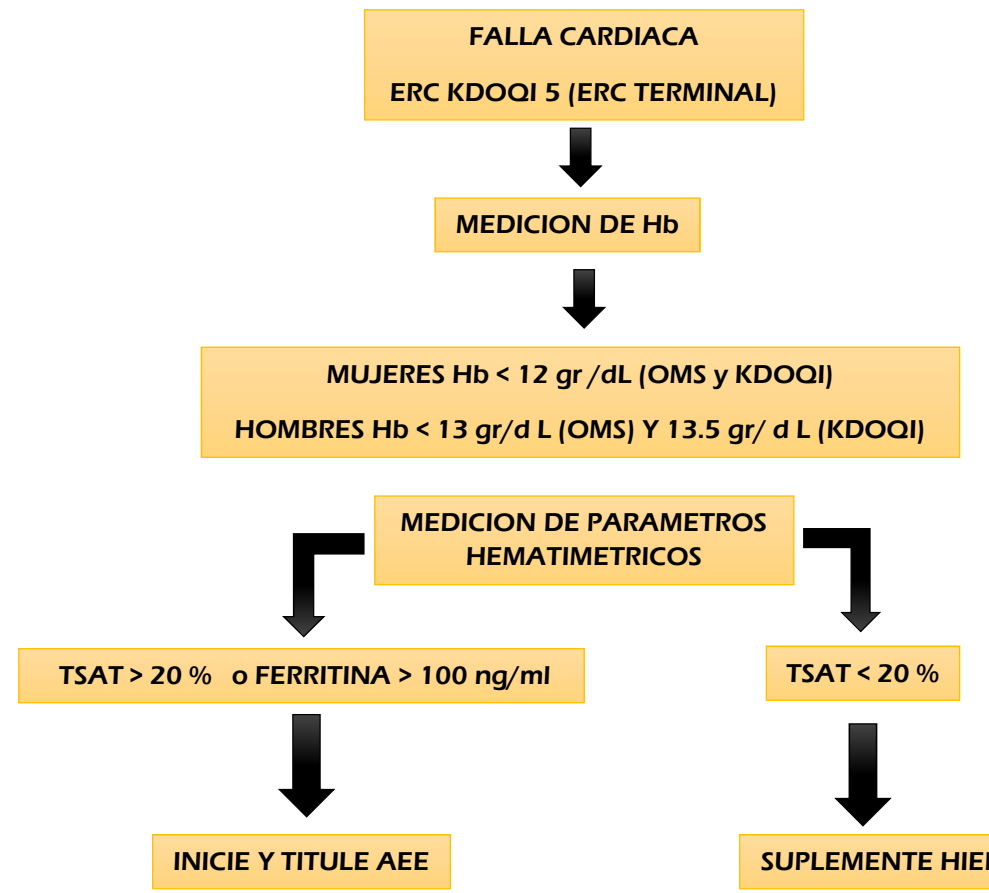 FALLA CARDIACA
ERC KDOQI 5 (ERC TERMINAL)
MEDICION DE Hb
MUJERES Hb < 12 gr /dL (OMS y KDOQI)
HOMBRES Hb < 13 gr/d L (OMS) Y 13.5 gr/ d L (KDOQI)
MEDICION DE PARAMETROS
HEMATIMETRICOS
TSAT > 20 % o FERRITINA > 100 ng/ml
TSAT < 20 %
INICIE Y TITULE AEE
SUPLEMENTE